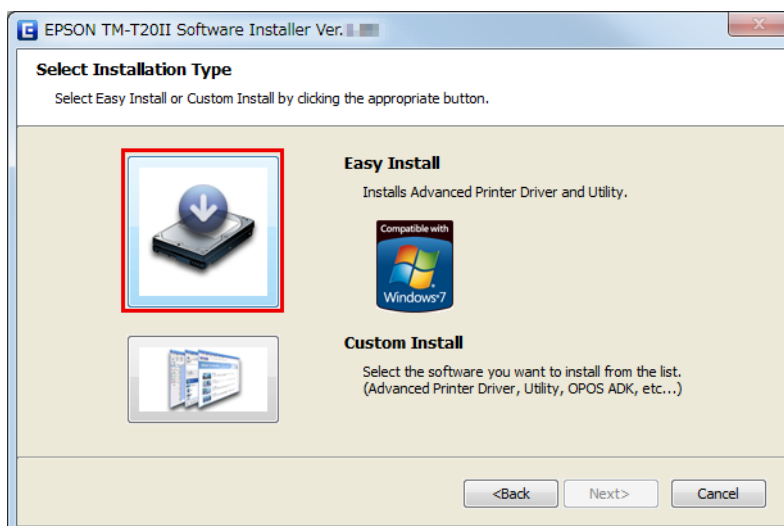 EPSON TM-T20II Software Installer Ver.
Select Installation Type
Select Easy Install or Custom Install by clicking the appropriate button.
Easy Install
Installs Advanced Printer Driver and Utility.
Compatible with
Windows 7
Custom Install
Select the software you want to install from the list.
(Advanced Printer Driver, Utility, OPOS ADK, etc...)
<Back
Next>
Cancel